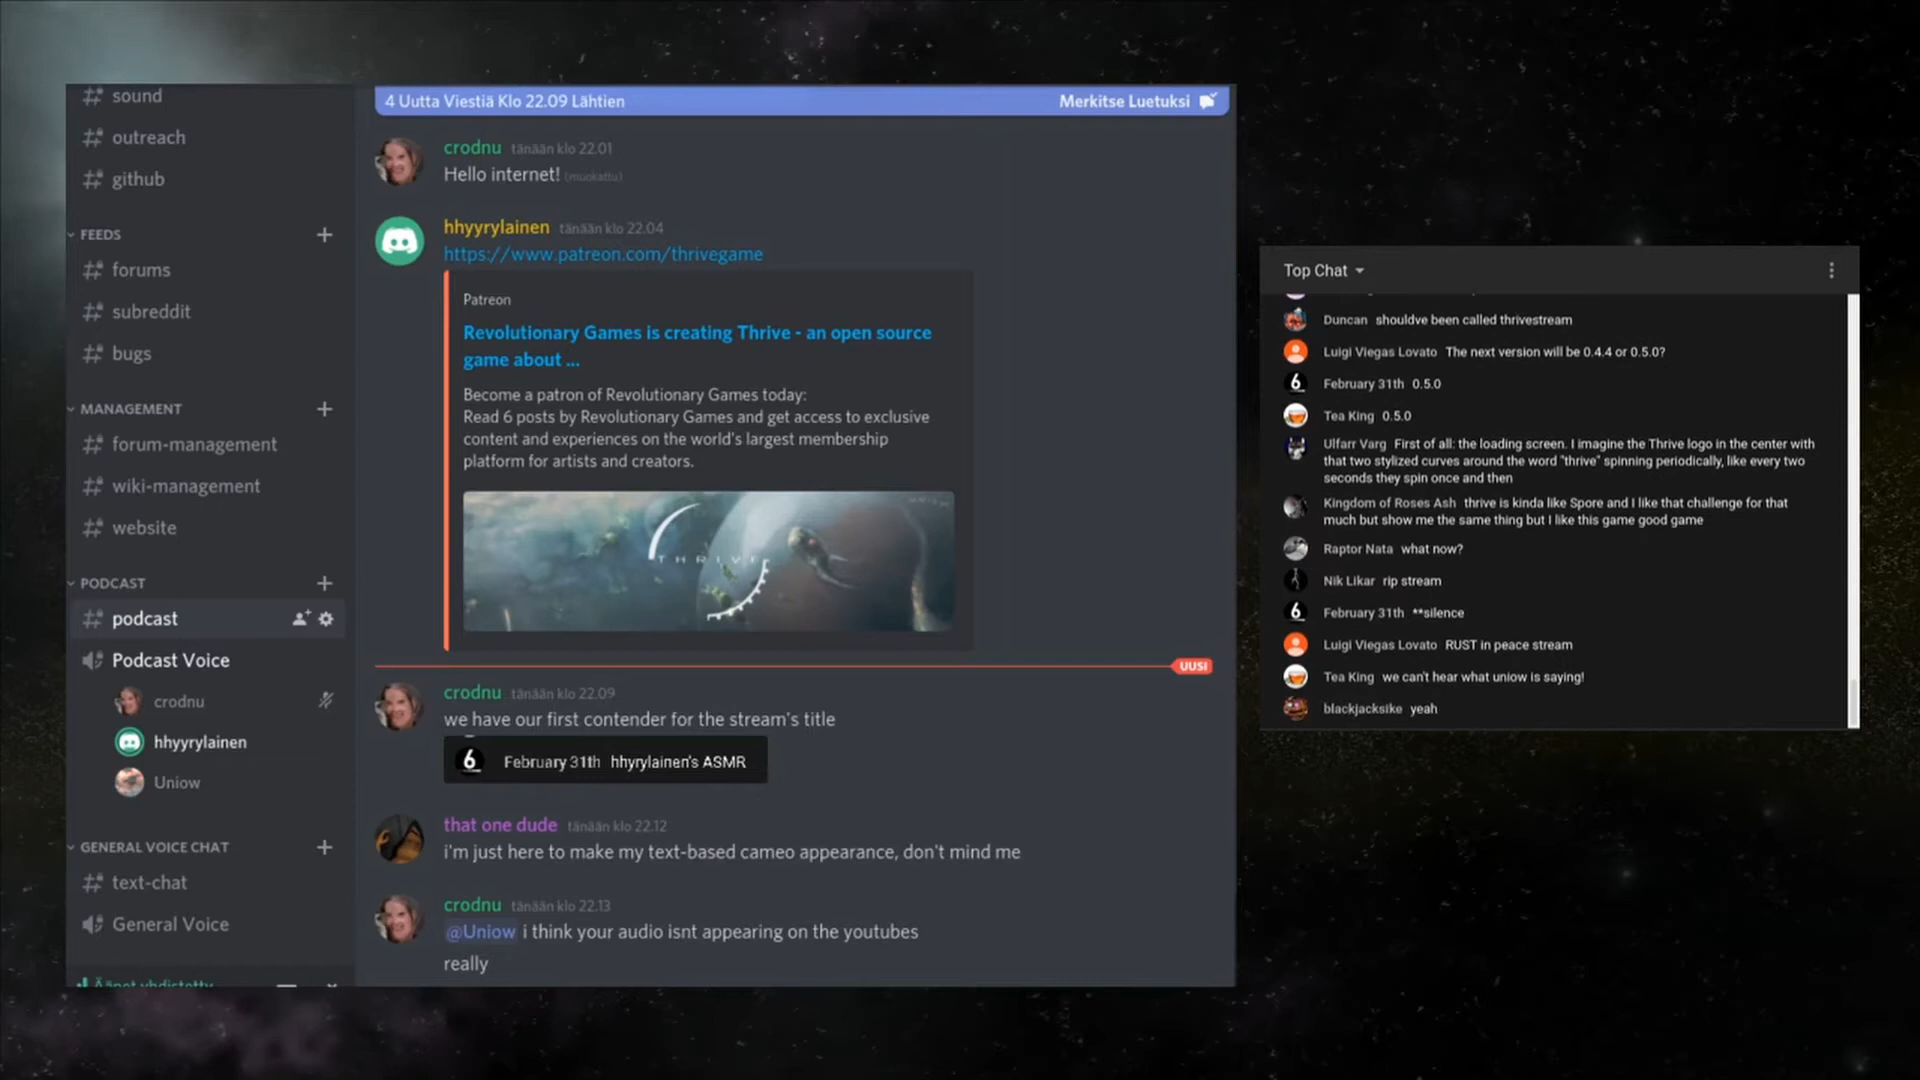 sound
outreach
github
FEEDS
forums
subreddit
bugs
MANAGEMENT
forum-management
wiki-management
website
PODCAST
podcast
Podcast Voice
crodnu
hhyyrylainen
Uniow
GENERAL VOICE CHAT
text-chat
General Voice
Äänet yhdistetty
4 Uutta Viestiä Klo 22.09 Lähtien
Merkitse Luetuksi
crodnu tänään klo 22.01
Hello internet! (muokattu)
hhyyrylainen tänään klo 22.04
https://www.patreon.com/thrivegame
Patreon
Revolutionary Games is creating Thrive - an open source
game about ...
Become a patron of Revolutionary Games today:
Read 6 posts by Revolutionary Games and get access to exclusive
content and experiences on the world's largest membership
platform for artists and creators.
THRIVE
UUSI
crodnu tänään klo 22.09
we have our first contender for the stream's title
6 February 31th hhyrylainen's ASMR
that one dude tänään klo 22.12
i'm just here to make my text-based cameo appearance, don't mind me
crodnu tänään klo 22.13
@Uniow i think your audio isnt appearing on the youtubes
really
Top Chat
Duncan shouldve been called thrivestream
Luigi Viegas Lovato The next version will be 0.4.4 or 0.5.0?
6 February 31th 0.5.0
Tea King 0.5.0
Ulfarr Varg First of all: the loading screen. I imagine the Thrive logo in the center with
that two stylized curves around the word "thrive" spinning periodically, like every two
seconds they spin once and then
Kingdom of Roses Ash thrive is kinda like Spore and I like that challenge for that
much but show me the same thing but I like this game good game
Raptor Nata what now?
Nik Likar rip stream
6 February 31th **silence
Luigi Viegas Lovato RUST in peace stream
Tea King we can't hear what uniow is saying!
blackjacksike yeah